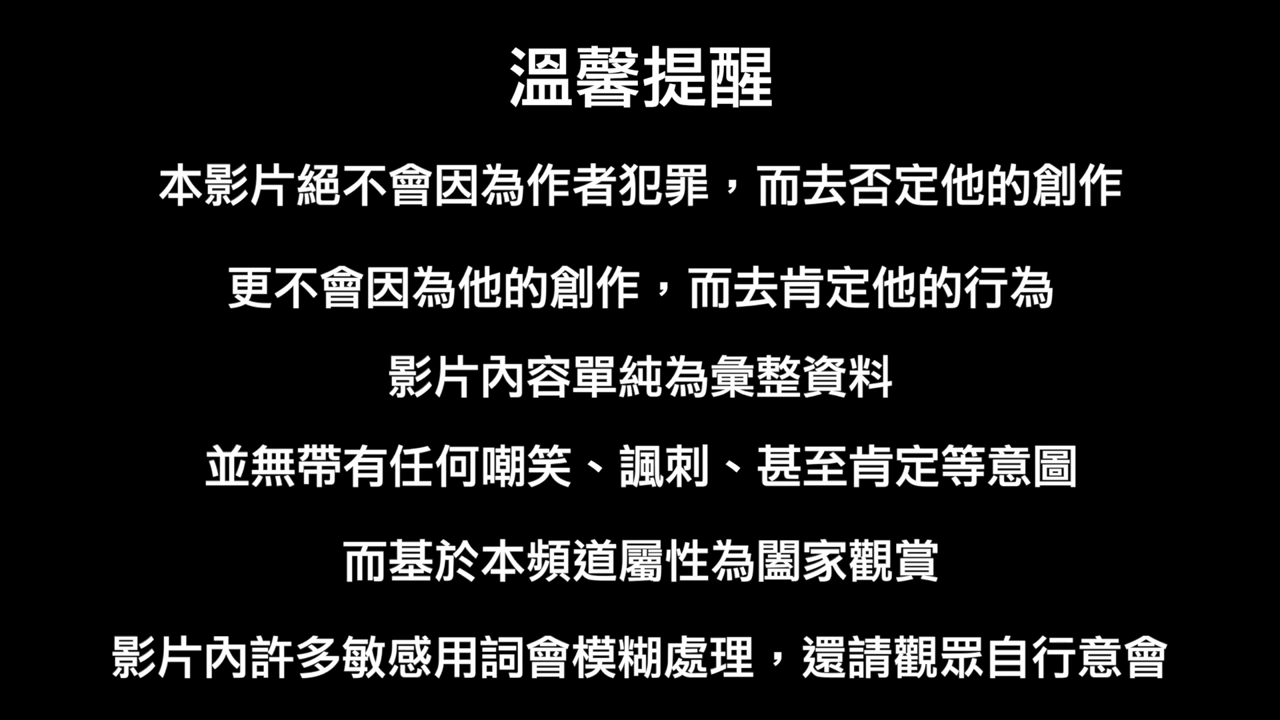 溫馨提醒
本影片絕不會因為作者犯罪，而去否定他的創作
更不會因為他的創作，而去肯定他的行為
影片內容單純為彙整資料
並無帶有任何嘲笑、諷刺、甚至肯定等意圖
而基於本頻道屬性為闔家觀賞
影片內許多敏感用詞會模糊處理，還請觀眾自行意會